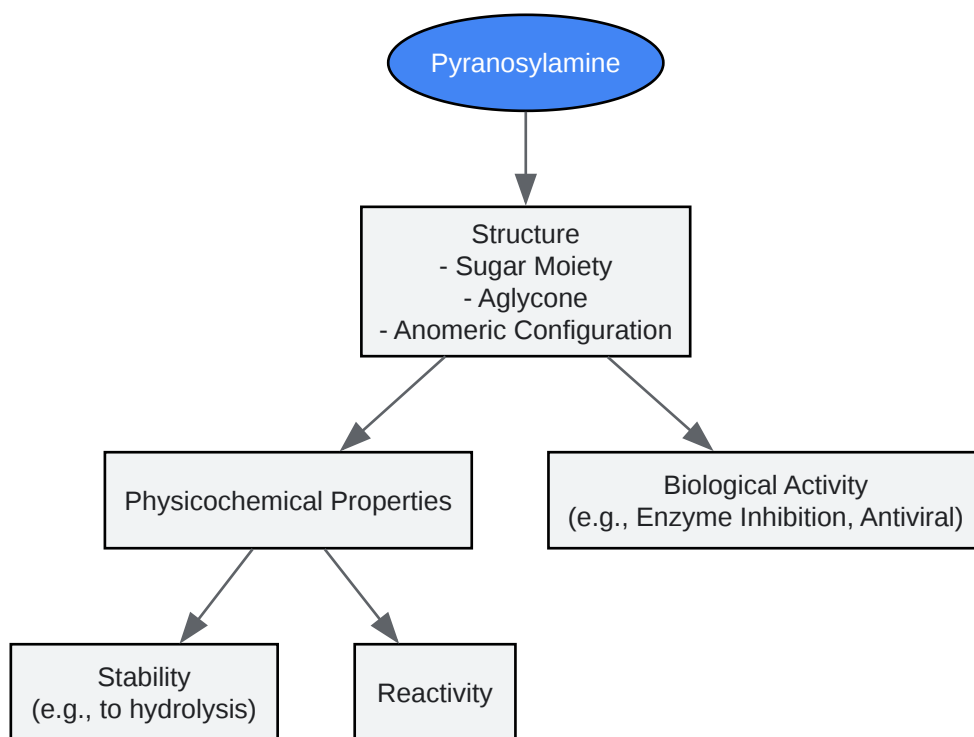 Pyranosylamine
Structure
- Sugar Moiety
- Aglycone
- Anomeric Configuration
Physicochemical Properties
Biological Activity
(e.g., Enzyme Inhibition, Antiviral)
Stability
(e.g., to hydrolysis)
Reactivity